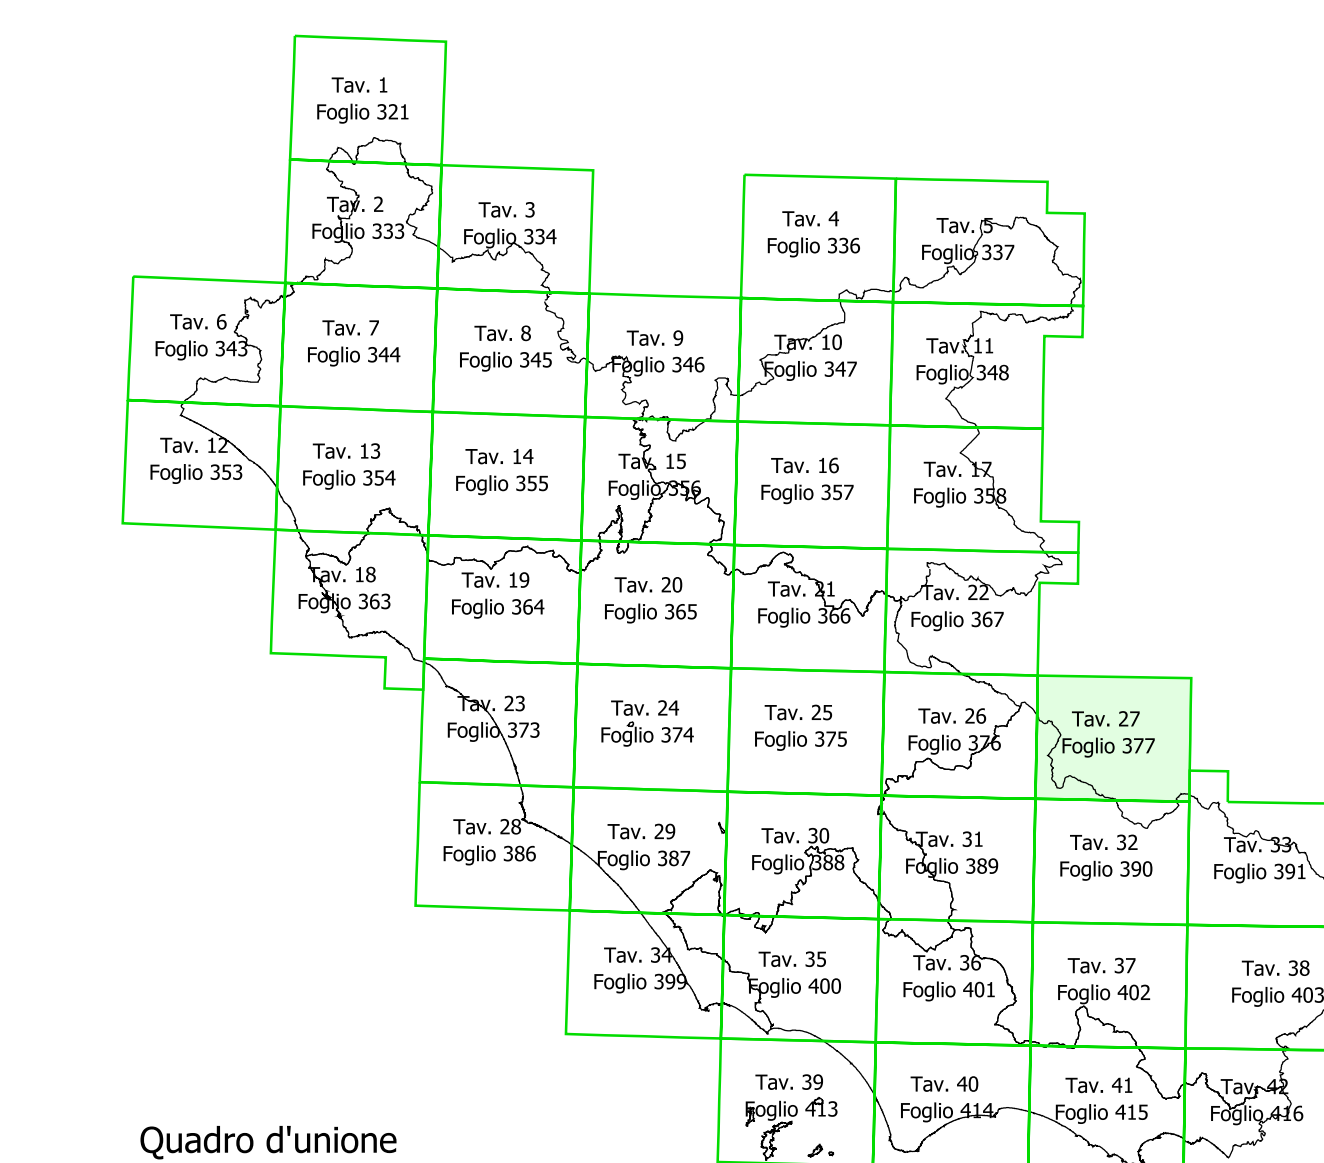 Tav. 1
Foglio 321
Tav. 2
Foglio 333
Tav. 3
Foglio 334
Tav. 4
Foglio 336
Tav. 5
Foglio 337
Tav. 6
Foglio 343
Tav. 7
Foglio 344
Tav. 8
Foglio 345
Tav. 9
Foglio 346
Tav. 10
Foglio 347
Tav. 11
Foglio 348
Tav. 12
Foglio 353
Tav. 13
Foglio 354
Tav. 14
Foglio 355
Tav. 15
Foglio 356
Tav. 16
Foglio 357
Tav. 17
Foglio 358
Tav. 18
Foglio 363
Tav. 19
Foglio 364
Tav. 20
Foglio 365
Tav. 21
Foglio 366
Tav. 22
Foglio 367
Tav. 23
Foglio 373
Tav. 24
Foglio 374
Tav. 25
Foglio 375
Tav. 26
Foglio 376
Tav. 27
Foglio 377
Tav. 28
Foglio 386
Tav. 29
Foglio 387
Tav. 30
Foglio 388
Tav. 31
Foglio 389
Tav. 32
Foglio 390
Tav. 33
Foglio 391
Tav. 34
Foglio 399
Tav. 35
Foglio 400
Tav. 36
Foglio 401
Tav. 37
Foglio 402
Tav. 38
Foglio 403
Tav. 39
Foglio 413
Tav. 40
Foglio 414
Tav. 41
Foglio 415
Tav. 42
Foglio 416
Quadro d'unione